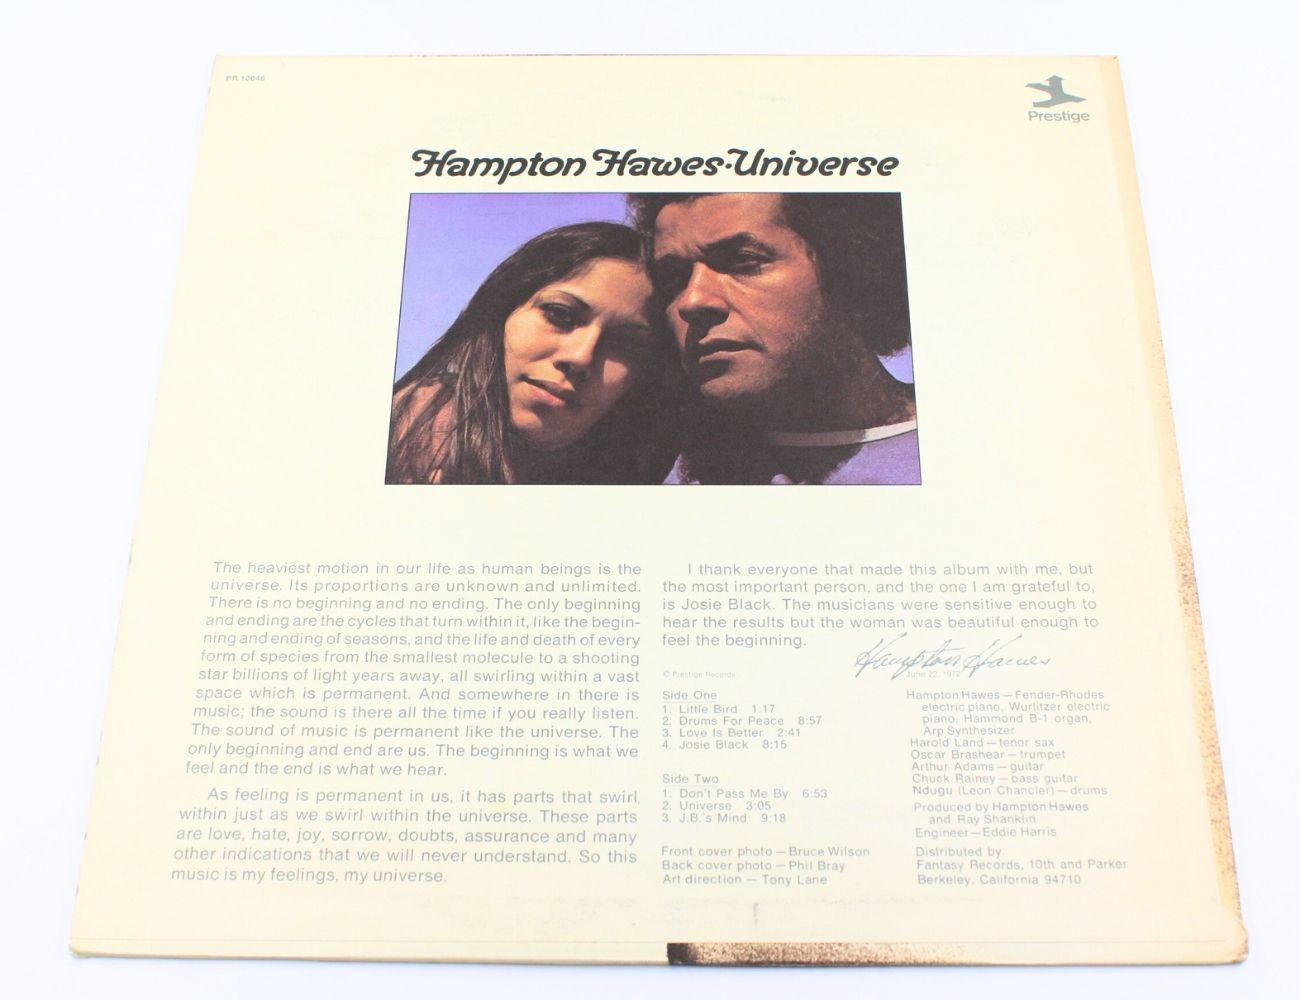 PR 10046
Prestige
Hampton Hawes·Universe
The heaviest motion in our life as human beings is the
universe. Its proportions are unknown and unlimited.
There is no beginning and no ending. The only beginning
and ending are the cycles that turn within it, like the begin-
ning and ending of seasons, and the life and death of every
form of species from the smallest molecule to a shooting
star billions of light years away, all swirling within a vast
space which is permanent. And somewhere in there is
music; the sound is there all the time if you really listen.
The sound of music is permanent like the universe. The
only beginning and end are us. The beginning is what we
feel and the end is what we hear.
As feeling is permanent in us, it has parts that swirl,
within just as we swirl within the universe. These parts
are love, hate, joy, sorrow, doubts, assurance and many
other indications that we will never understand. So this
music is my feelings, my universe.
I thank everyone that made this album with me, but
the most important person, and the one I am grateful to,
is Josie Black. The musicians were sensitive enough to
hear the results but the woman was beautiful enough to
feel the beginning.
Hampton Hawes
© Prestige Records
June 22, 1972
Side One
1. Little Bird 1:17
2. Drums For Peace 8:57
3. Love Is Better 2:41
4. Josie Black 8:15
Side Two
1. Don't Pass Me By 6:53
2. Universe 3:05
3. J.B.'s Mind 9:18
Front cover photo — Bruce Wilson
Back cover photo — Phil Bray
Art direction — Tony Lane
Hampton Hawes — Fender-Rhodes
electric piano, Wurlitzer electric
piano, Hammond B-1 organ,
Arp Synthesizer
Harold Land — tenor sax
Oscar Brashear — trumpet
Arthur Adams — guitar
Chuck Rainey — bass guitar
Ndugu (Leon Chancler) — drums
Produced by Hampton Hawes
and Ray Shanklin
Engineer — Eddie Harris
Distributed by
Fantasy Records, 10th and Parker
Berkeley, California 94710